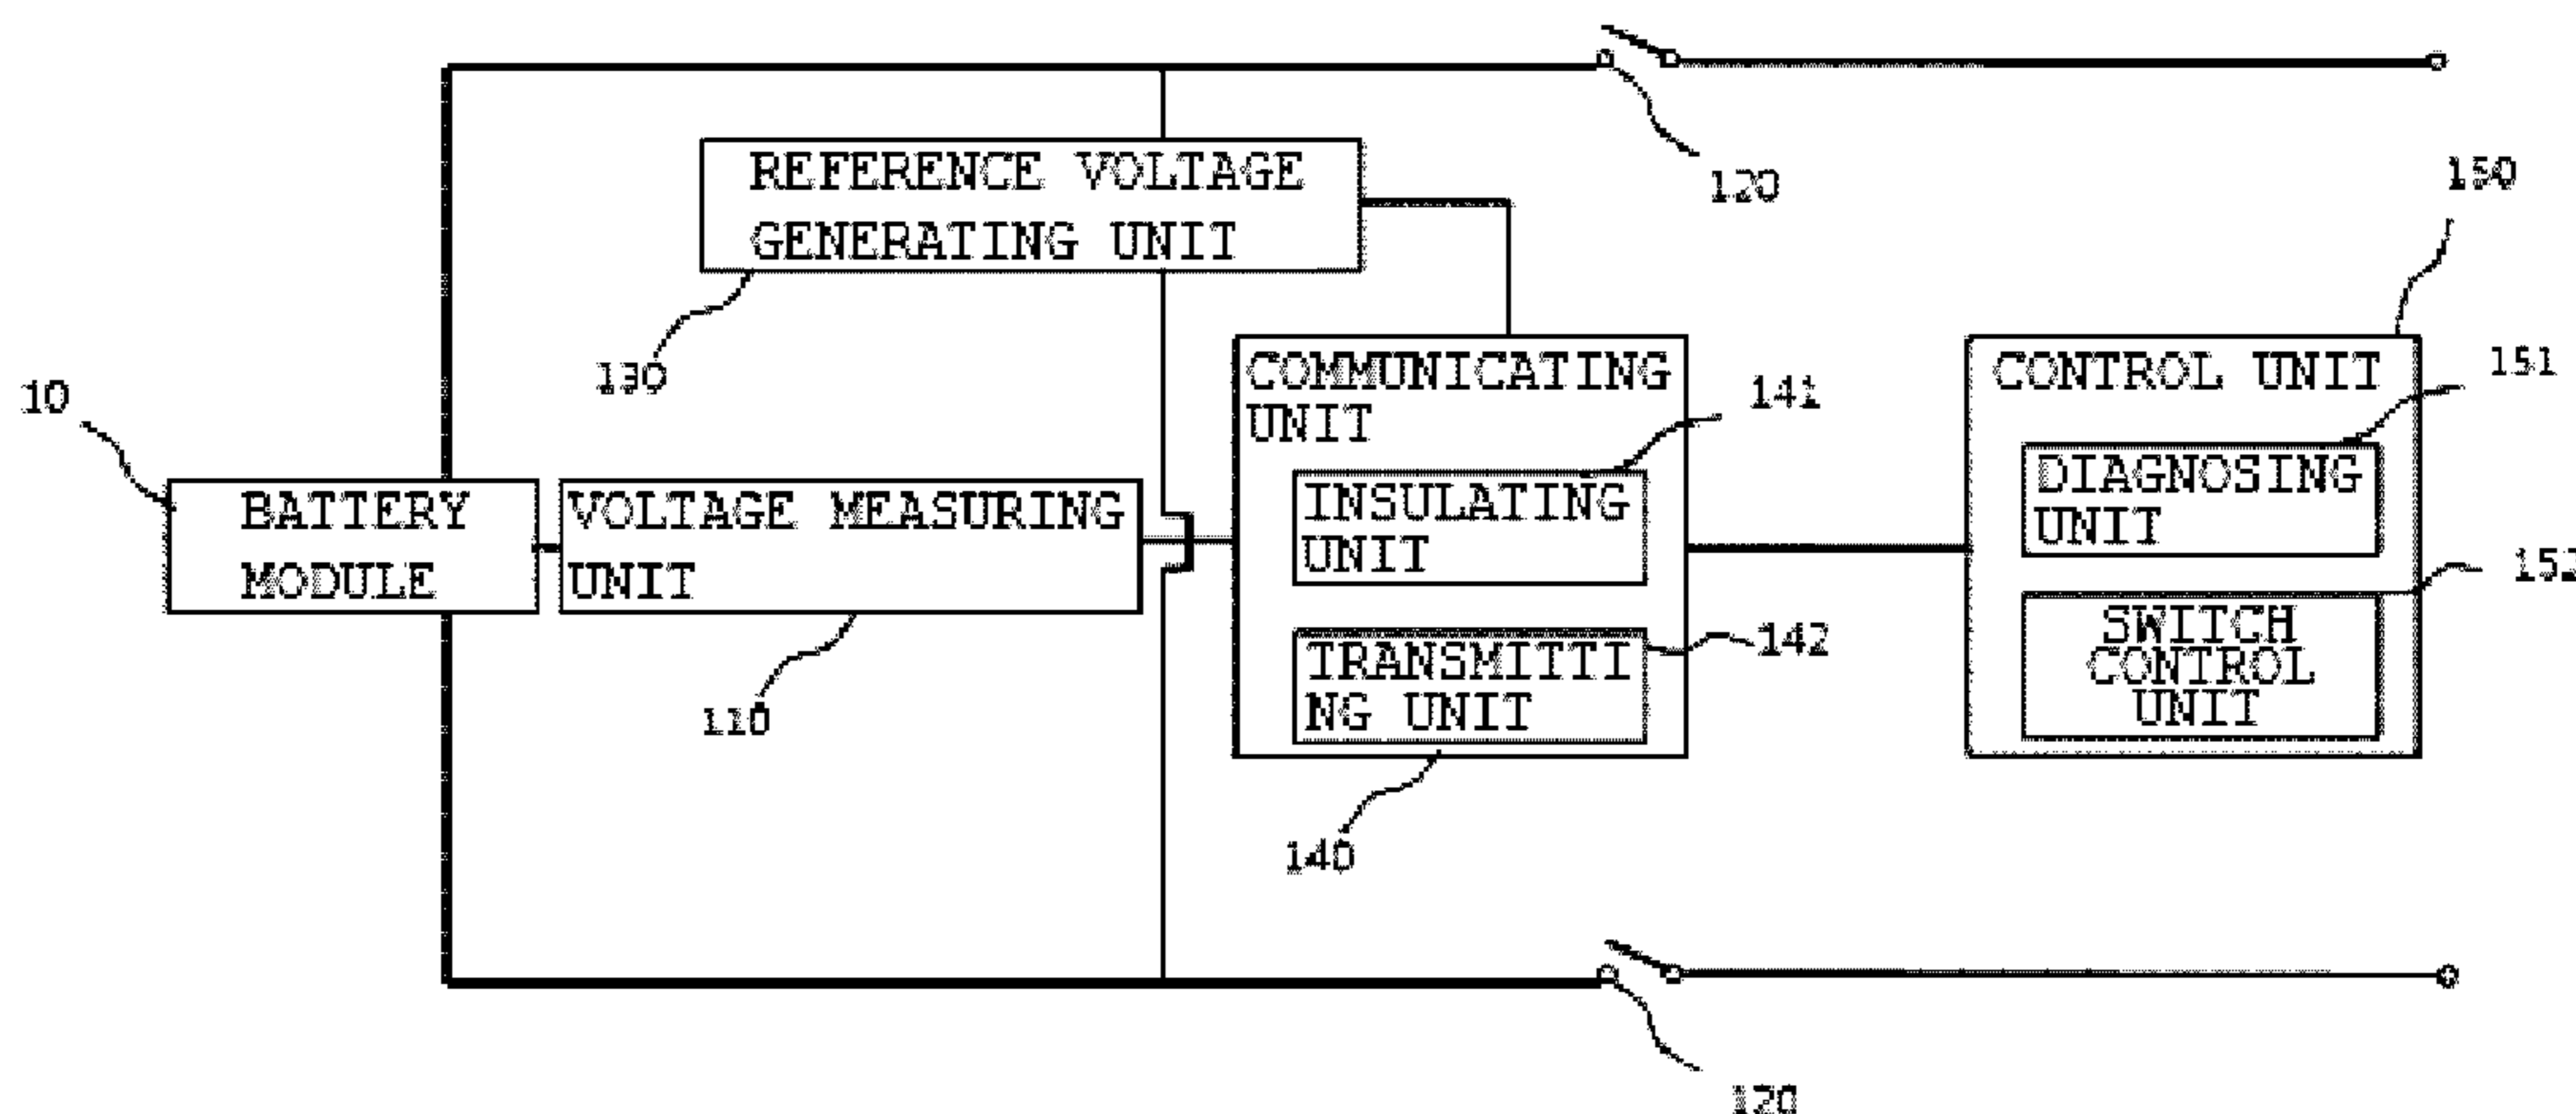 120
REFERENCE VOLTAGE
GENERATING UNIT
150
130
10
COMMUNICATING
UNIT
141
CONTROL UNIT
151
BATTERY
MODULE
VOLTAGE MEASURING
UNIT
INSULATING
UNIT
DIAGNOSING
UNIT
152
110
TRANSMITTI
NG UNIT
142
SWITCH
CONTROL
UNIT
140
120